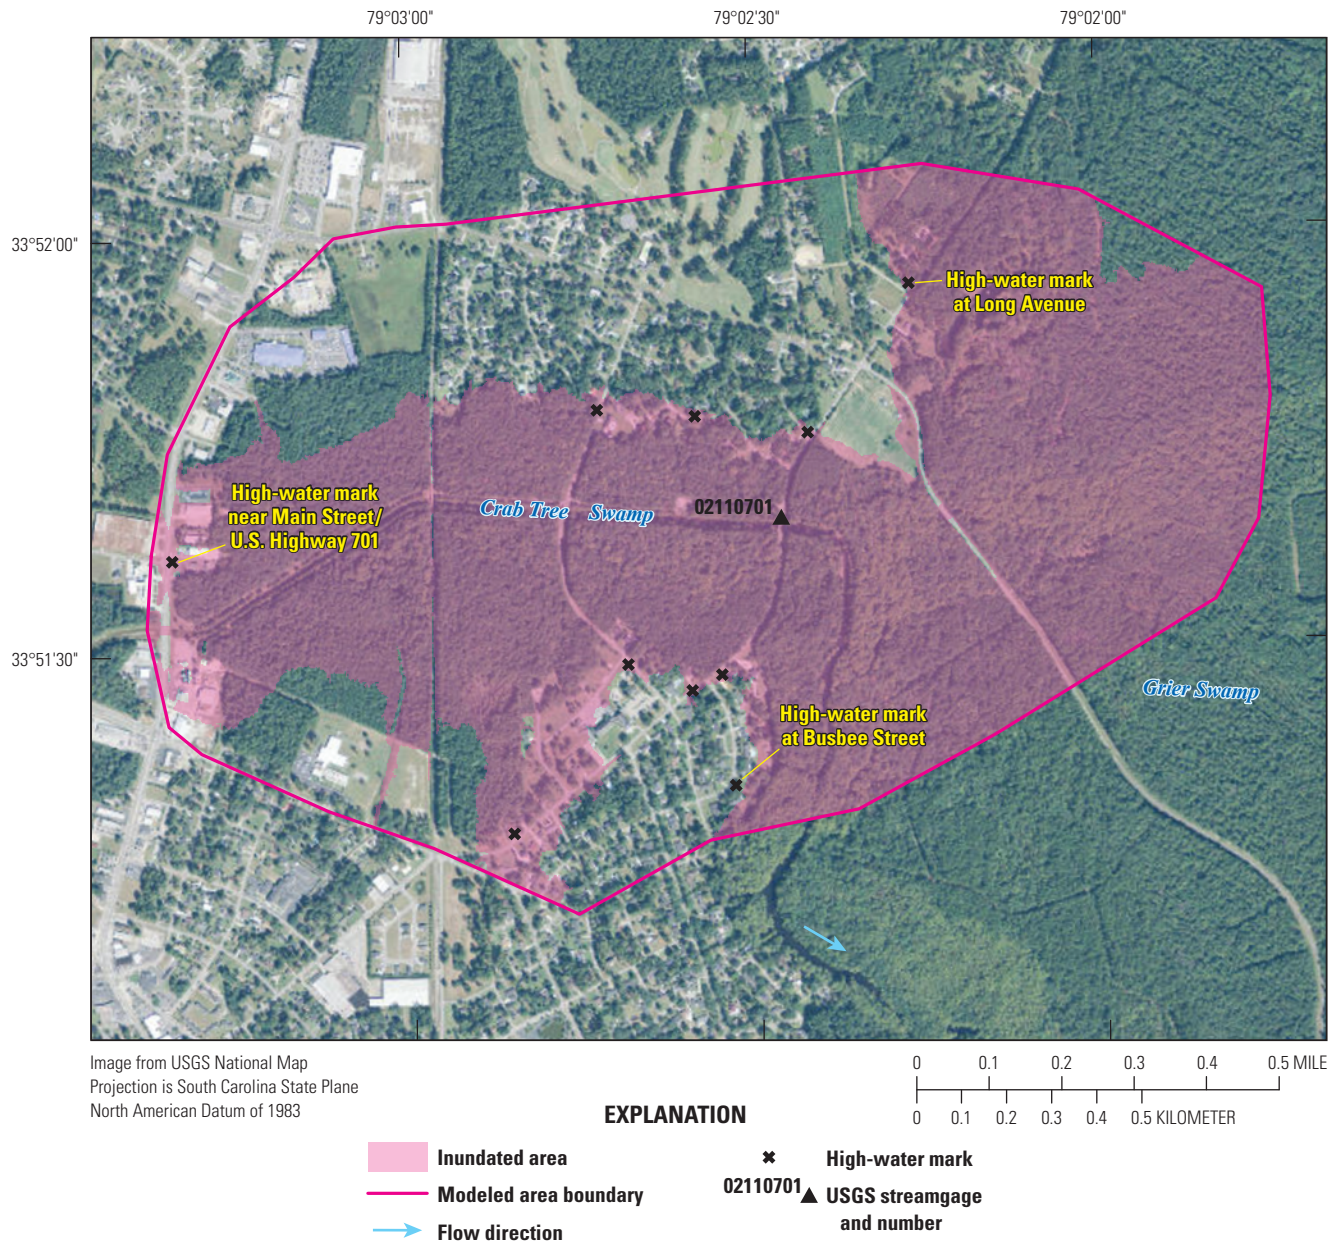 79°03'00"
79°02'30"
79°02'00"
33°52'00"
High-water mark
at Long Avenue
High-water mark
near Main Street/
U.S. Highway 701
Crab Tree Swamp
02110701
33°51'30"
Grier Swamp
High-water mark
at Busbee Street
Image from USGS National Map
Projection is South Carolina State Plane
North American Datum of 1983
0 0.1 0.2 0.3 0.4 0.5 MILE
0 0.1 0.2 0.3 0.4 0.5 KILOMETER
EXPLANATION
Inundated area
Modeled area boundary
Flow direction
High-water mark
02110701 USGS streamgage
and number